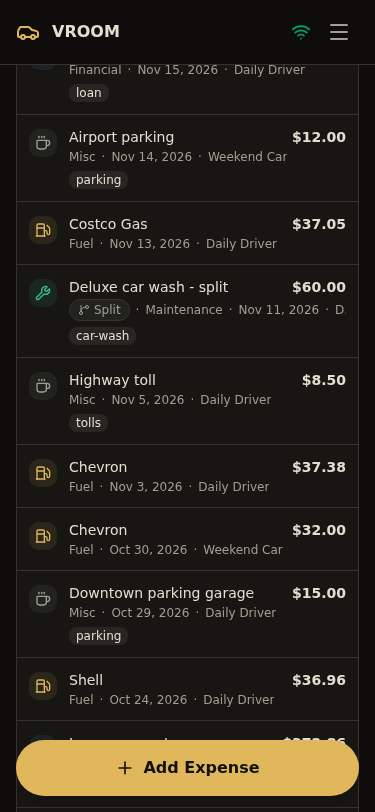 VROOM
Financial · Nov 15, 2026 · Daily Driver
loan
Airport parking $12.00
Misc · Nov 14, 2026 · Weekend Car
parking
Costco Gas $37.05
Fuel · Nov 13, 2026 · Daily Driver
Deluxe car wash - split $60.00
Split · Maintenance · Nov 11, 2026 · D.
car-wash
Highway toll $8.50
Misc · Nov 5, 2026 · Daily Driver
tolls
Chevron $37.38
Fuel · Nov 3, 2026 · Daily Driver
Chevron $32.00
Fuel · Oct 30, 2026 · Weekend Car
Downtown parking garage $15.00
Misc · Oct 29, 2026 · Daily Driver
parking
Shell $36.96
Fuel · Oct 24, 2026 · Daily Driver
Add Expense